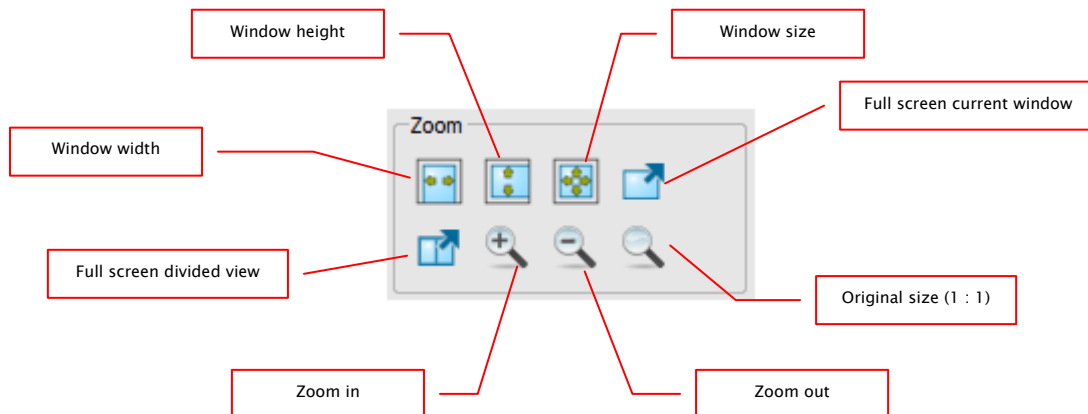 Window height
Window size
Full screen current window
Zoom
Window width
Full screen divided view
Original size (1 : 1)
Zoom in
Zoom out